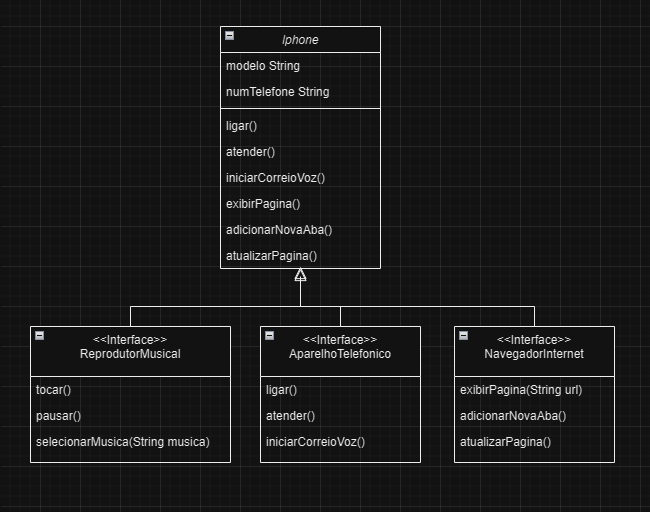 Iphone
modelo String
numTelefone String
ligar()
atender()
iniciarCorreioVoz()
exibirPagina()
adicionarNovaAba()
atualizarPagina()
<<Interface>>
ReprodutorMusical
tocar()
pausar()
selecionarMusica(String musica)
<<Interface>>
AparelhoTelefonico
ligar()
atender()
iniciarCorreioVoz()
<<Interface>>
NavegadorInternet
exibirPagina(String url)
adicionarNovaAba()
atualizarPagina()